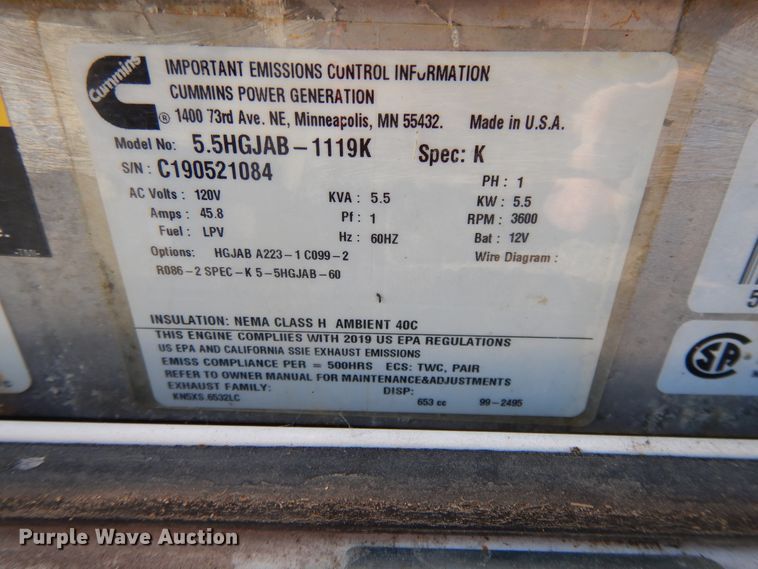 Cummins
IMPORTANT EMISSIONS CONTROL INFORMATION
CUMMINS POWER GENERATION
® 1400 73rd Ave. NE, Minneapolis, MN 55432. Made in U.S.A.
Model No: 5.5HGJAB-1119K Spec: K
S/N : C190521084 PH : 1
AC Volts : 120V KVA : 5.5 KW : 5.5
Amps : 45.8 Pf : 1 RPM : 3600
Fuel : LPV Hz : 60HZ Bat : 12V
Options: HGJAB A223-1 C099-2 Wire Diagram :
R086-2 SPEC-K 5-5HGJAB-60
INSULATION: NEMA CLASS H AMBIENT 40C
THIS ENGINE COMPLIES WITH 2019 US EPA REGULATIONS
US EPA AND CALIFORNIA SSIE EXHAUST EMISSIONS
EMISS COMPLIANCE PER = 500HRS ECS: TWC, PAIR
REFER TO OWNER MANUAL FOR MAINTENANCE&ADJUSTMENTS
EXHAUST FAMILY: DISP:
KN5XS.6532LC 653 cc 99-2495
Purple Wave Auction